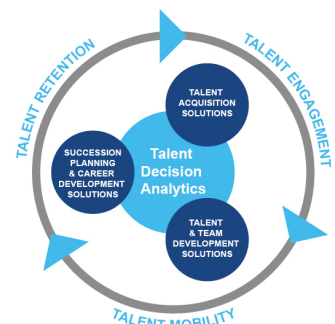 TALENT RETENTION
TALENT ENGAGEMENT
TALENT
ACQUISITION
SOLUTIONS
SUCCESSION
PLANNING
& CAREER
DEVELOPMENT
SOLUTIONS
Talent
Decision
Analytics
TALENT
& TEAM
DEVELOPMENT
SOLUTIONS
TALENT MOBILITY